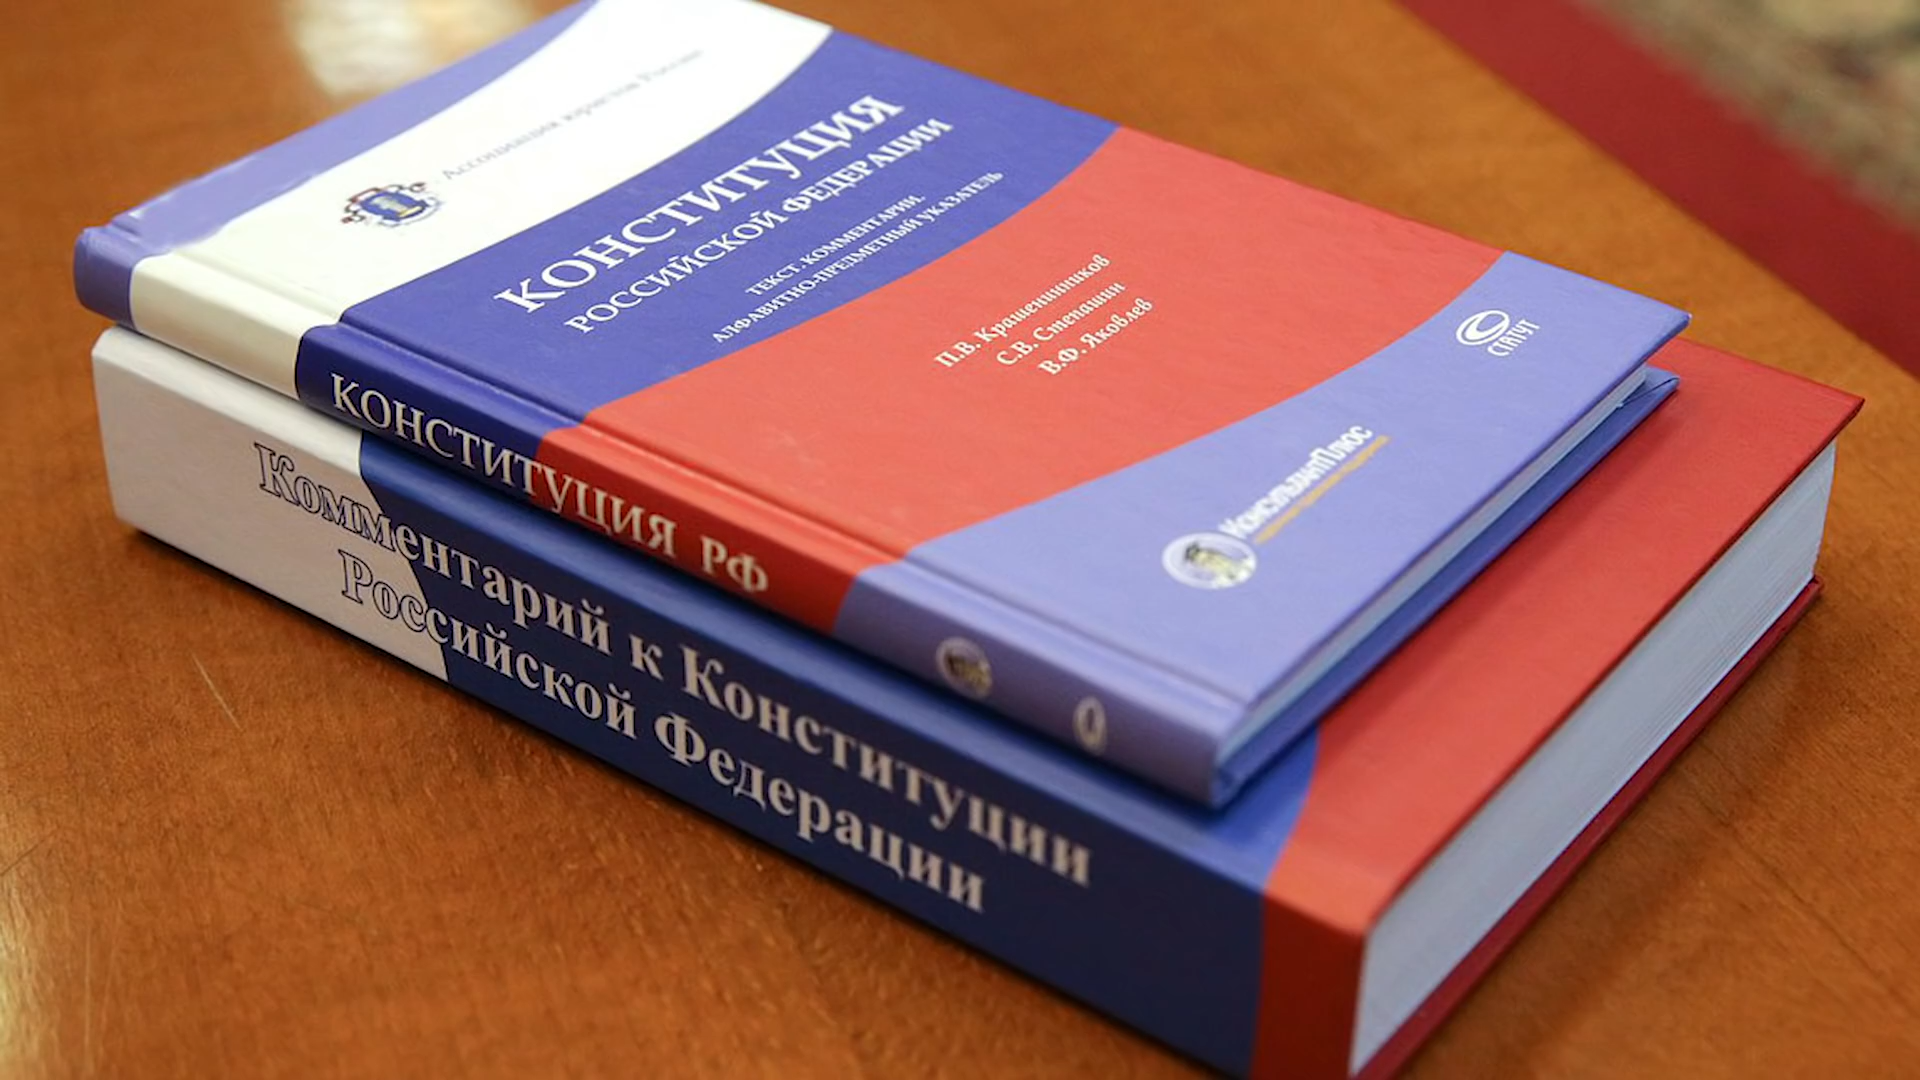 Ассоциация юристов России
КОНСТИТУЦИЯ
РОССИЙСКОЙ ФЕДЕРАЦИИ
ТЕКСТ, КОММЕНТАРИИ,
АЛФАВИТНО-ПРЕДМЕТНЫЙ УКАЗАТЕЛЬ
П.В. Крашенинников
С.В. Степашин
В.Ф. Яковлев
СТАТУТ
КОНСУЛЬТАНТПЛЮС
КОНСТИТУЦИЯ РФ
Комментарий к Конституции
Российской Федерации